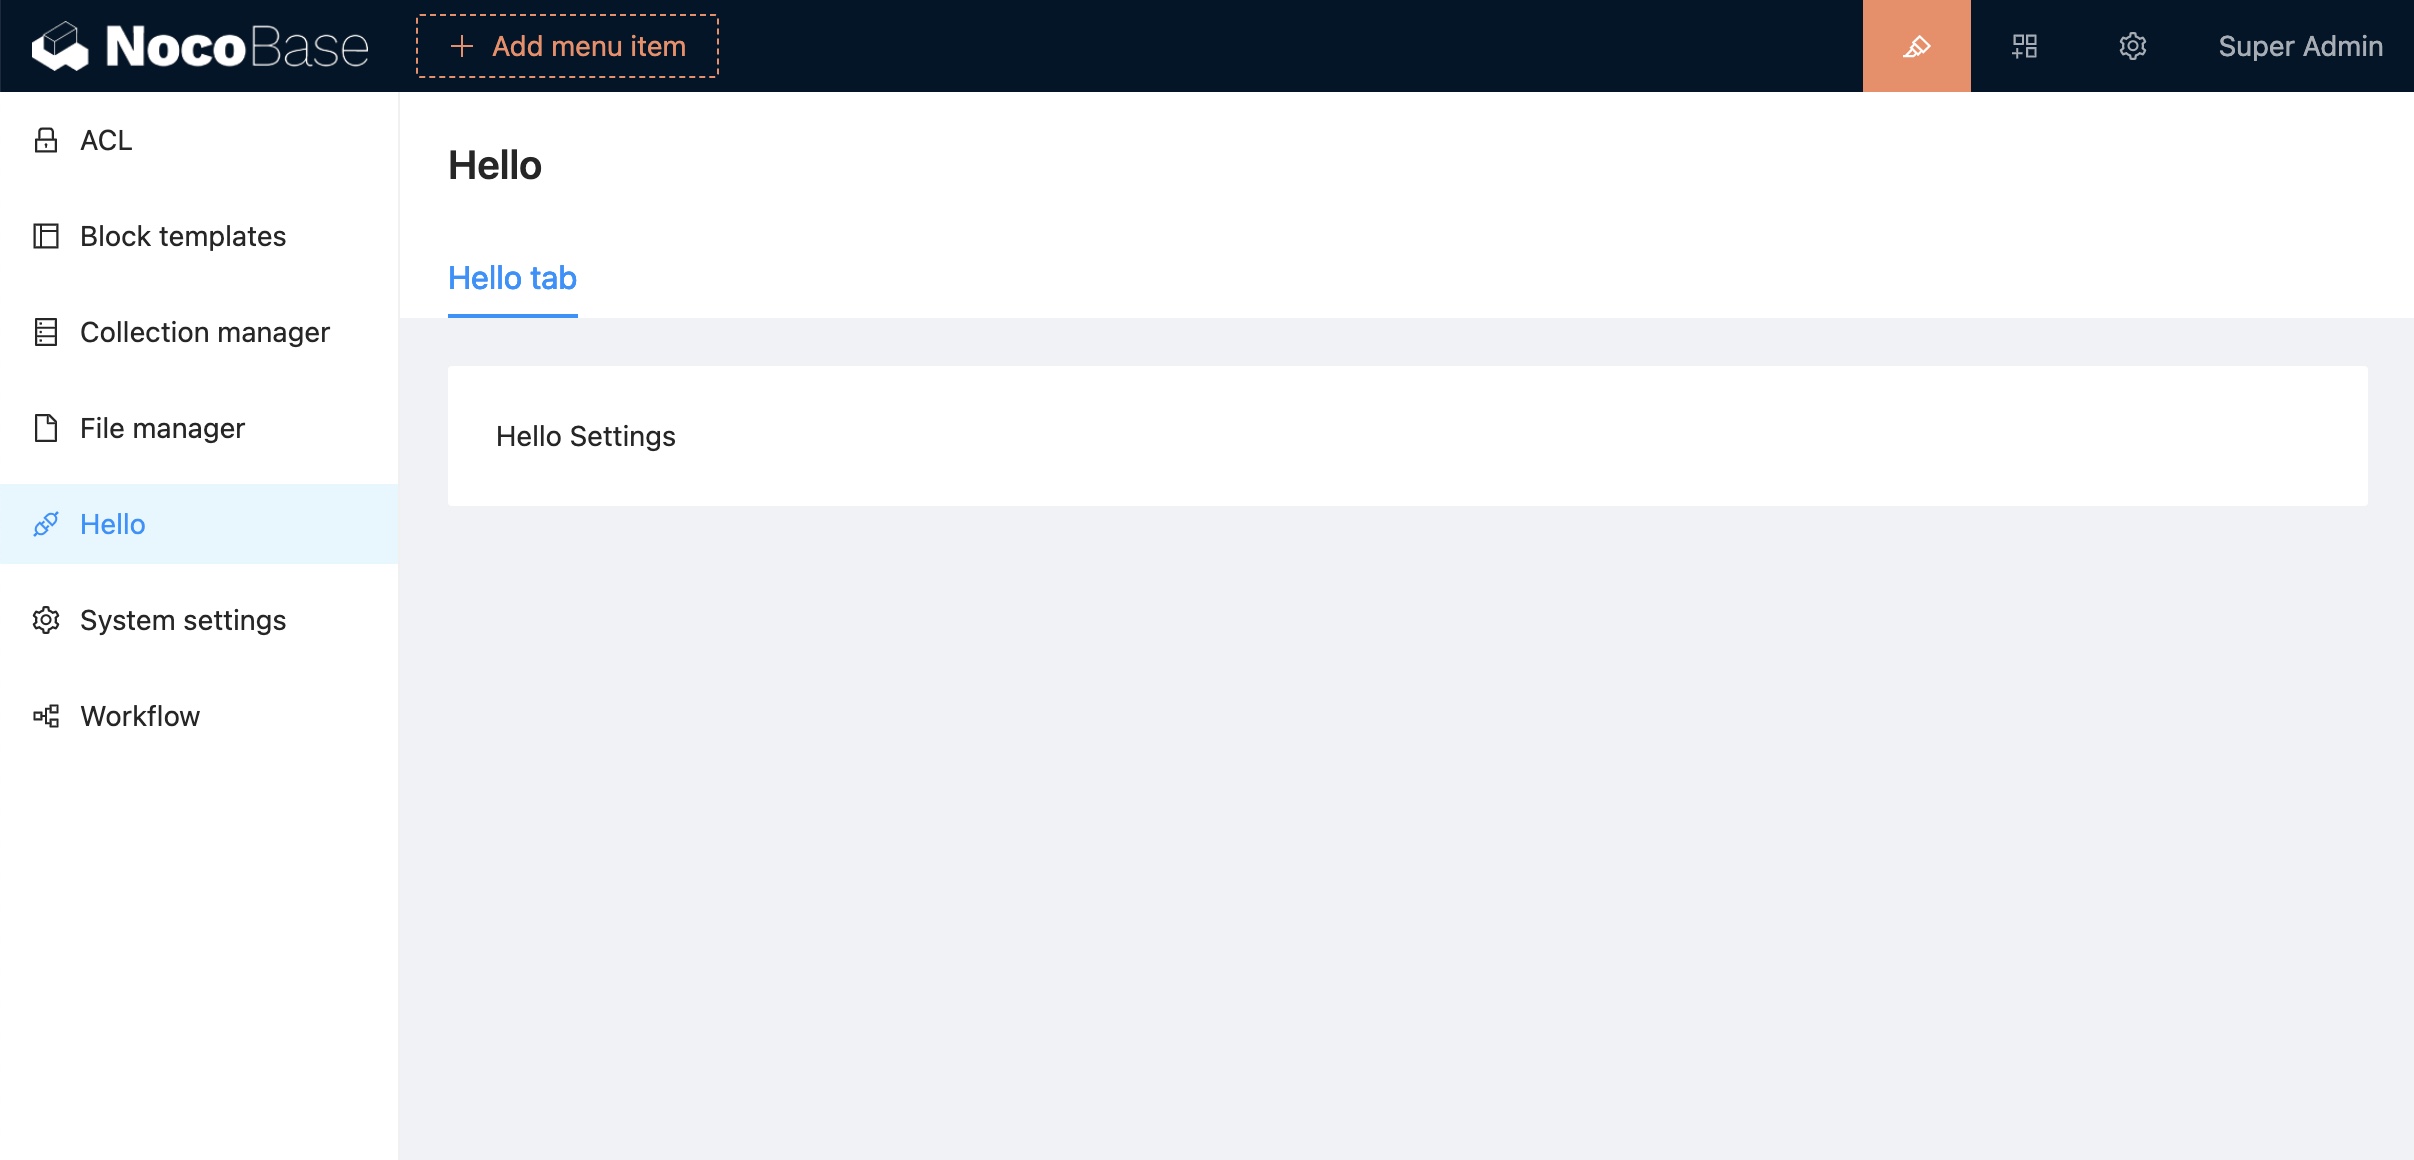 NocoBase
Add menu item
Super Admin
ACL
Block templates
Collection manager
File manager
Hello
System settings
Workflow
Hello
Hello tab
Hello Settings